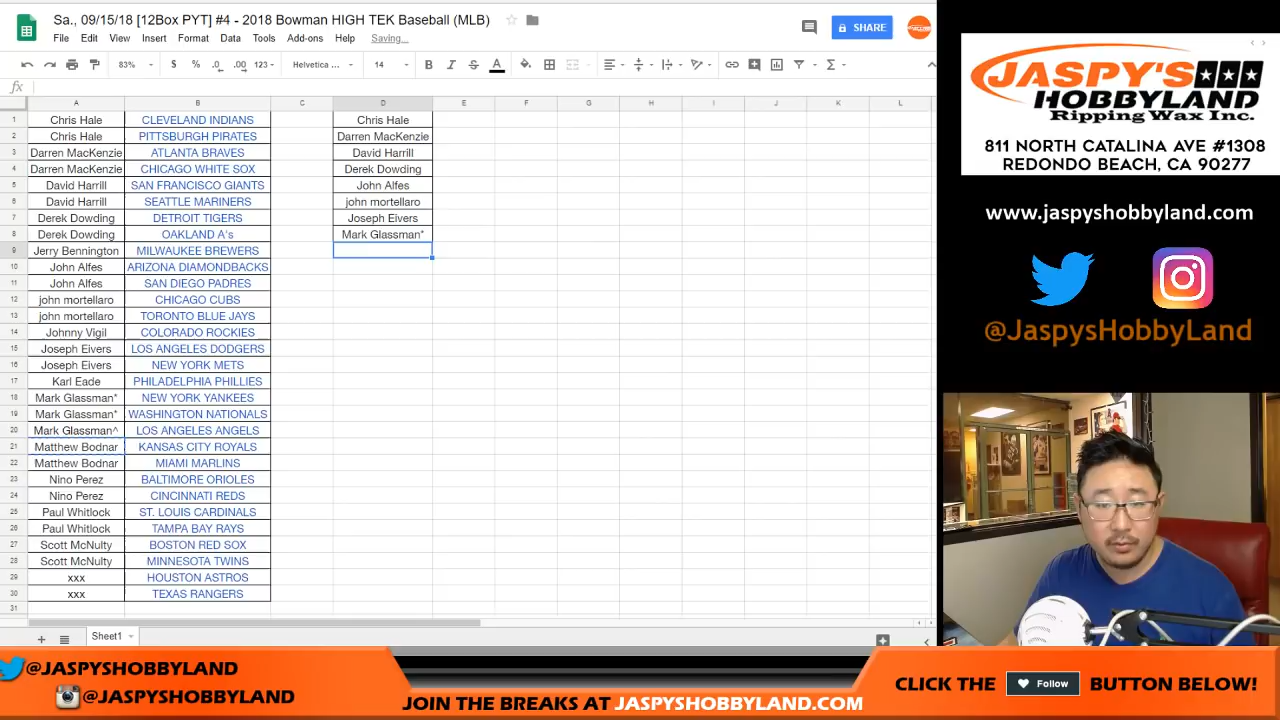 Sa., 09/15/18 [12Box PYT] #4 - 2018 Bowman HIGH TEK Baseball (MLB)
File Edit View Insert Format Data Tools Add-ons Help Saving...
SHARE
83% $ % .0 .00 123 Helvetica ... 14 B I S A
fx
A B C D E F G H I J K L
1 Chris Hale CLEVELAND INDIANS Chris Hale
2 Chris Hale PITTSBURGH PIRATES Darren MacKenzie
3 Darren MacKenzie ATLANTA BRAVES David Harrill
4 Darren MacKenzie CHICAGO WHITE SOX Derek Dowding
5 David Harrill SAN FRANCISCO GIANTS John Alfes
6 David Harrill SEATTLE MARINERS john mortellaro
7 Derek Dowding DETROIT TIGERS Joseph Eivers
8 Derek Dowding OAKLAND A's Mark Glassman*
9 Jerry Bennington MILWAUKEE BREWERS
10 John Alfes ARIZONA DIAMONDBACKS
11 John Alfes SAN DIEGO PADRES
12 john mortellaro CHICAGO CUBS
13 john mortellaro TORONTO BLUE JAYS
14 Johnny Vigil COLORADO ROCKIES
15 Joseph Eivers LOS ANGELES DODGERS
16 Joseph Eivers NEW YORK METS
17 Karl Eade PHILADELPHIA PHILLIES
18 Mark Glassman* NEW YORK YANKEES
19 Mark Glassman* WASHINGTON NATIONALS
20 Mark Glassman^ LOS ANGELES ANGELS
21 Matthew Bodnar KANSAS CITY ROYALS
22 Matthew Bodnar MIAMI MARLINS
23 Nino Perez BALTIMORE ORIOLES
24 Nino Perez CINCINNATI REDS
25 Paul Whitlock ST. LOUIS CARDINALS
26 Paul Whitlock TAMPA BAY RAYS
27 Scott McNulty BOSTON RED SOX
28 Scott McNulty MINNESOTA TWINS
29 xxx HOUSTON ASTROS
30 xxx TEXAS RANGERS
31
Sheet1
JASPY'S
HOBBYLAND
Ripping Wax Inc.
811 NORTH CATALINA AVE #1308
REDONDO BEACH, CA 90277
www.jaspyshobbyland.com
@JaspysHobbyLand
@JASPYSHOBBYLAND
@JASPYSHOBBYLAND
JOIN THE BREAKS AT JASPYSHOBBYLAND.COM
CLICK THE Follow BUTTON BELOW!